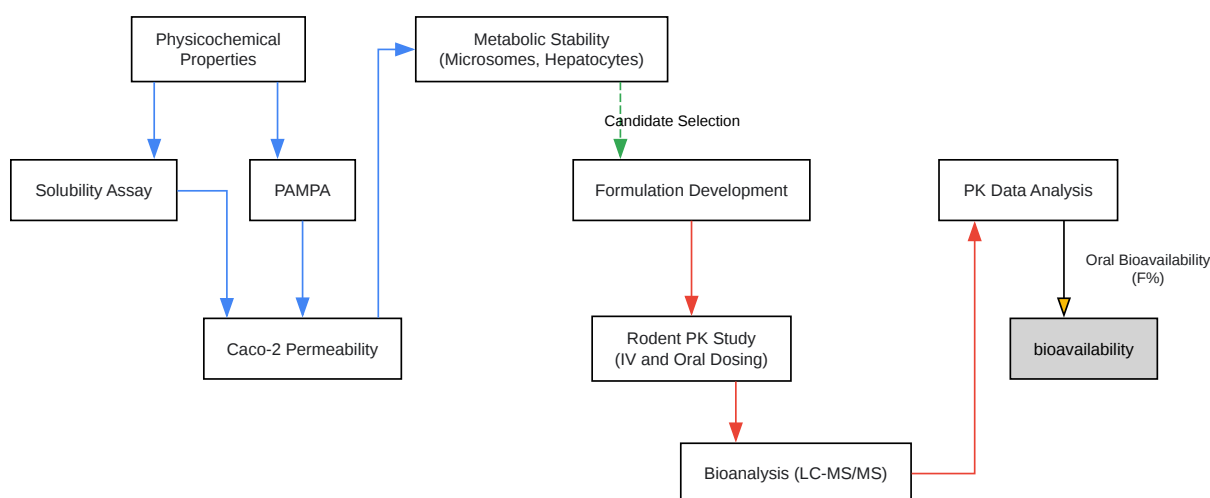 Physicochemical
Properties
Metabolic Stability
(Microsomes, Hepatocytes)
Candidate Selection
Solubility Assay
PAMPA
Formulation Development
PK Data Analysis
Oral Bioavailability
(F%)
Caco-2 Permeability
Rodent PK Study
(IV and Oral Dosing)
bioavailability
Bioanalysis (LC-MS/MS)